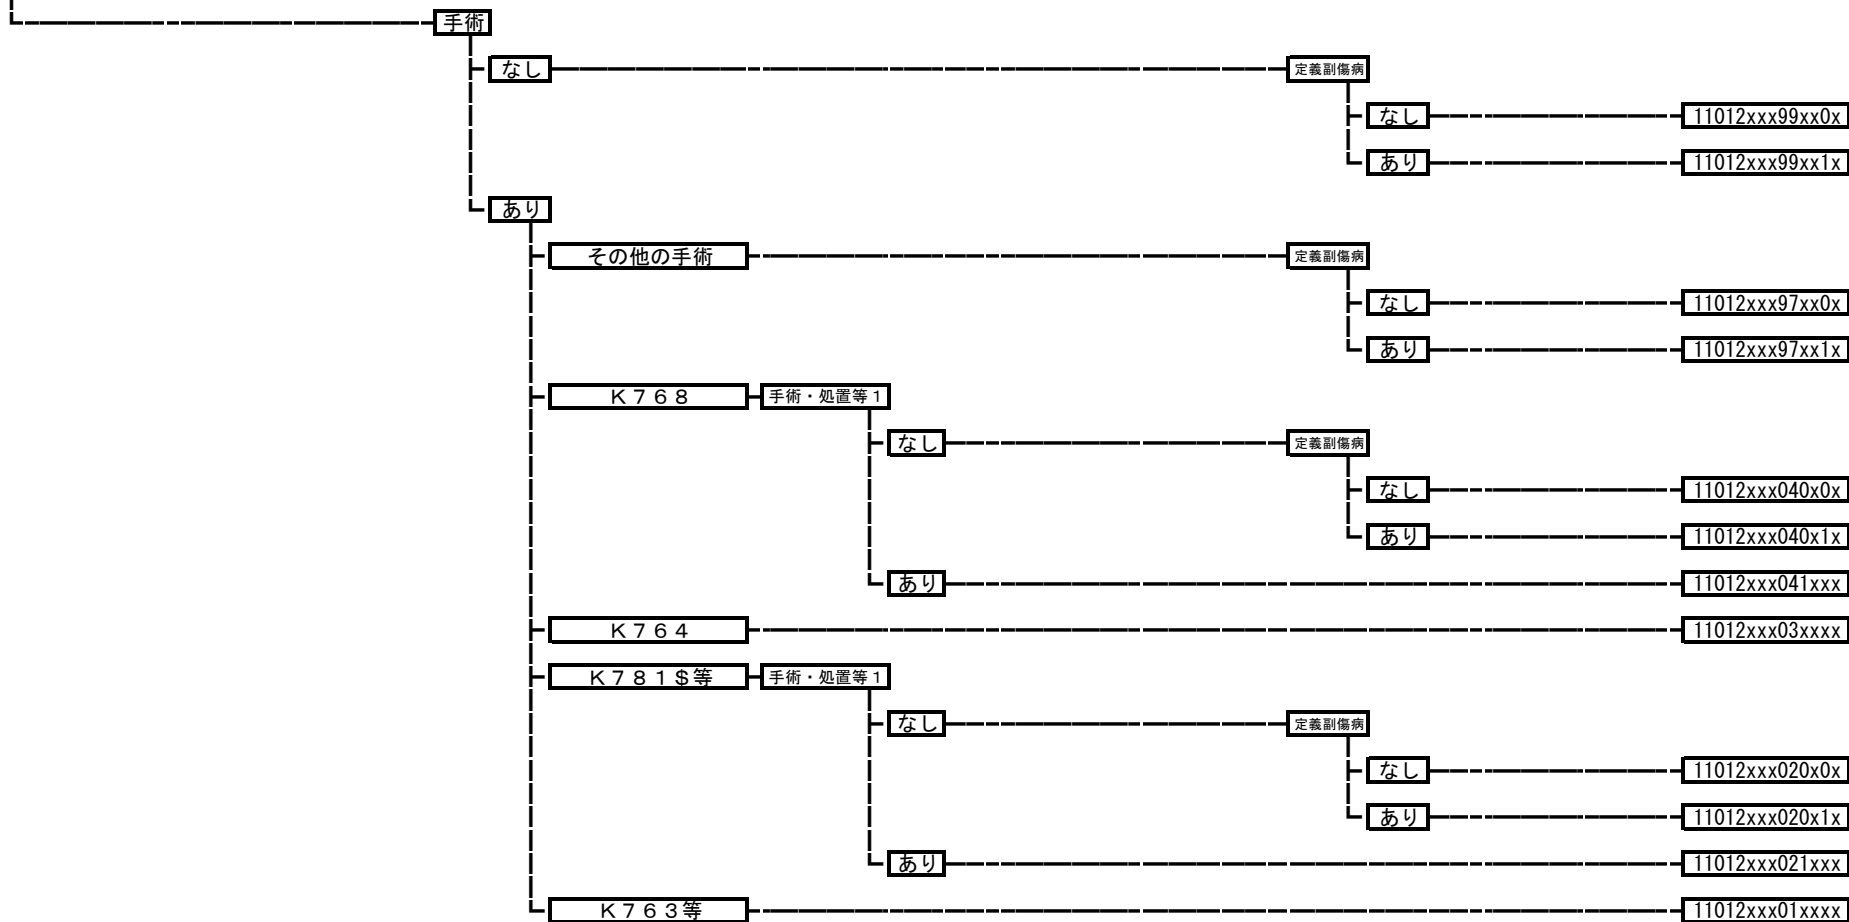 手術
なし 定義副傷病
なし 11012xxx99xx0x
あり 11012xxx99xx1x
あり
その他の手術 定義副傷病
なし 11012xxx97xx0x
あり 11012xxx97xx1x
Ｋ７６８ 手術・処置等１
なし 定義副傷病
なし 11012xxx040x0x
あり 11012xxx040x1x
あり 11012xxx041xxx
Ｋ７６４ 11012xxx03xxxx
Ｋ７８１＄等 手術・処置等１
なし 定義副傷病
なし 11012xxx020x0x
あり 11012xxx020x1x
あり 11012xxx021xxx
Ｋ７６３等 11012xxx01xxxx